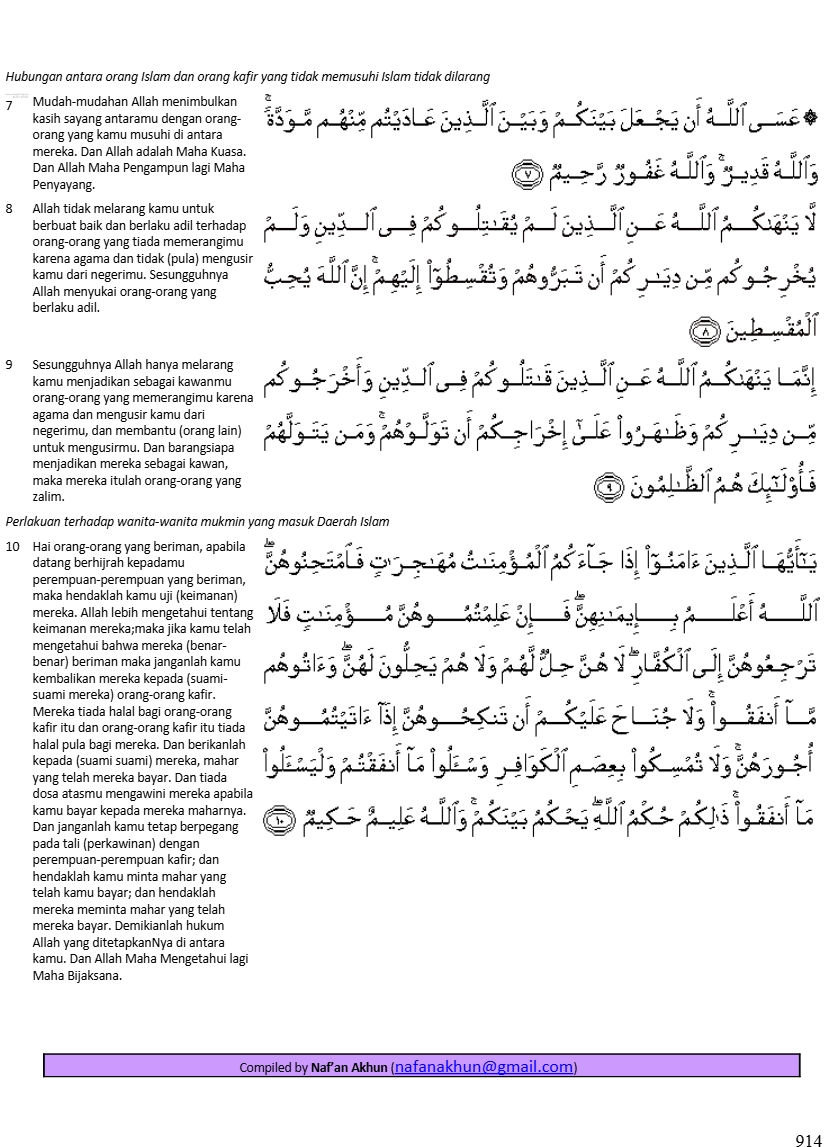 Hubungan antara orang Islam dan orang kafir yang tidak memusuhi Islam tidak dilarang
7 Mudah-mudahan Allah menimbulkan
kasih sayang antaramu dengan orang-
orang yang kamu musuhi di antara
mereka. Dan Allah adalah Maha Kuasa.
Dan Allah Maha Pengampun lagi Maha
Penyayang.
۞ عَسَى ٱللَّهُ أَن يَجْعَلَ بَيْنَكُمْ وَبَيْنَ ٱلَّذِينَ عَادَيْتُم مِّنْهُم مَّوَدَّةً ۚ
وَٱللَّهُ قَدِيرٌ ۚ وَٱللَّهُ غَفُورٌ رَّحِيمٌ ﴿٧﴾
8 Allah tidak melarang kamu untuk
berbuat baik dan berlaku adil terhadap
orang-orang yang tiada memerangimu
karena agama dan tidak (pula) mengusir
kamu dari negerimu. Sesungguhnya
Allah menyukai orang-orang yang
berlaku adil.
لَّا يَنْهَىٰكُمُ ٱللَّهُ عَنِ ٱلَّذِينَ لَمْ يُقَـٰتِلُوكُمْ فِى ٱلدِّينِ وَلَمْ
يُخْرِجُوكُم مِّن دِيَـٰرِكُمْ أَن تَبَرُّوهُمْ وَتُقْسِطُوٓا۟ إِلَيْهِمْ ۚ إِنَّ ٱللَّهَ يُحِبُّ
ٱلْمُقْسِطِينَ ﴿٨﴾
9 Sesungguhnya Allah hanya melarang
kamu menjadikan sebagai kawanmu
orang-orang yang memerangimu karena
agama dan mengusir kamu dari
negerimu, dan membantu (orang lain)
untuk mengusirmu. Dan barangsiapa
menjadikan mereka sebagai kawan,
maka mereka itulah orang-orang yang
zalim.
إِنَّمَا يَنْهَىٰكُمُ ٱللَّهُ عَنِ ٱلَّذِينَ قَـٰتَلُوكُمْ فِى ٱلدِّينِ وَأَخْرَجُوكُم
مِّن دِيَـٰرِكُمْ وَظَـٰهَرُوا۟ عَلَىٰٓ إِخْرَاجِكُمْ أَن تَوَلَّوْهُمْ ۚ وَمَن يَتَوَلَّهُمْ
فَأُو۟لَـٰٓئِكَ هُمُ ٱلظَّـٰلِمُونَ ﴿٩﴾
Perlakuan terhadap wanita-wanita mukmin yang masuk Daerah Islam
10 Hai orang-orang yang beriman, apabila
datang berhijrah kepadamu
perempuan-perempuan yang beriman,
maka hendaklah kamu uji (keimanan)
mereka. Allah lebih mengetahui tentang
keimanan mereka;maka jika kamu telah
mengetahui bahwa mereka (benar-
benar) beriman maka janganlah kamu
kembalikan mereka kepada (suami-
suami mereka) orang-orang kafir.
Mereka tiada halal bagi orang-orang
kafir itu dan orang-orang kafir itu tiada
halal pula bagi mereka. Dan berikanlah
kepada (suami suami) mereka, mahar
yang telah mereka bayar. Dan tiada
dosa atasmu mengawini mereka apabila
kamu bayar kepada mereka maharnya.
Dan janganlah kamu tetap berpegang
pada tali (perkawinan) dengan
perempuan-perempuan kafir; dan
hendaklah kamu minta mahar yang
telah kamu bayar; dan hendaklah
mereka meminta mahar yang telah
mereka bayar. Demikianlah hukum
Allah yang ditetapkanNya di antara
kamu. Dan Allah Maha Mengetahui lagi
Maha Bijaksana.
يَـٰٓأَيُّهَا ٱلَّذِينَ ءَامَنُوٓا۟ إِذَا جَآءَكُمُ ٱلْمُؤْمِنَـٰتُ مُهَـٰجِرَٰتٍ فَٱمْتَحِنُوهُنَّ ۖ
ٱللَّهُ أَعْلَمُ بِإِيمَـٰنِهِنَّ ۖ فَإِنْ عَلِمْتُمُوهُنَّ مُؤْمِنَـٰتٍ فَلَا
تَرْجِعُوهُنَّ إِلَى ٱلْكُفَّارِ ۖ لَا هُنَّ حِلٌّ لَّهُمْ وَلَا هُمْ يَحِلُّونَ لَهُنَّ ۖ وَءَاتُوهُم
مَّآ أَنفَقُوا۟ ۚ وَلَا جُنَاحَ عَلَيْكُمْ أَن تَنكِحُوهُنَّ إِذَآ ءَاتَيْتُمُوهُنَّ
أُجُورَهُنَّ ۚ وَلَا تُمْسِكُوا۟ بِعِصَمِ ٱلْكَوَافِرِ وَسْـَٔلُوا۟ مَآ أَنفَقْتُمْ وَلْيَسْـَٔلُوا۟
مَآ أَنفَقُوا۟ ۚ ذَٰلِكُمْ حُكْمُ ٱللَّهِ ۖ يَحْكُمُ بَيْنَكُمْ ۚ وَٱللَّهُ عَلِيمٌ حَكِيمٌ ﴿١٠﴾
Compiled by Naf’an Akhun (nafanakhun@gmail.com)
914